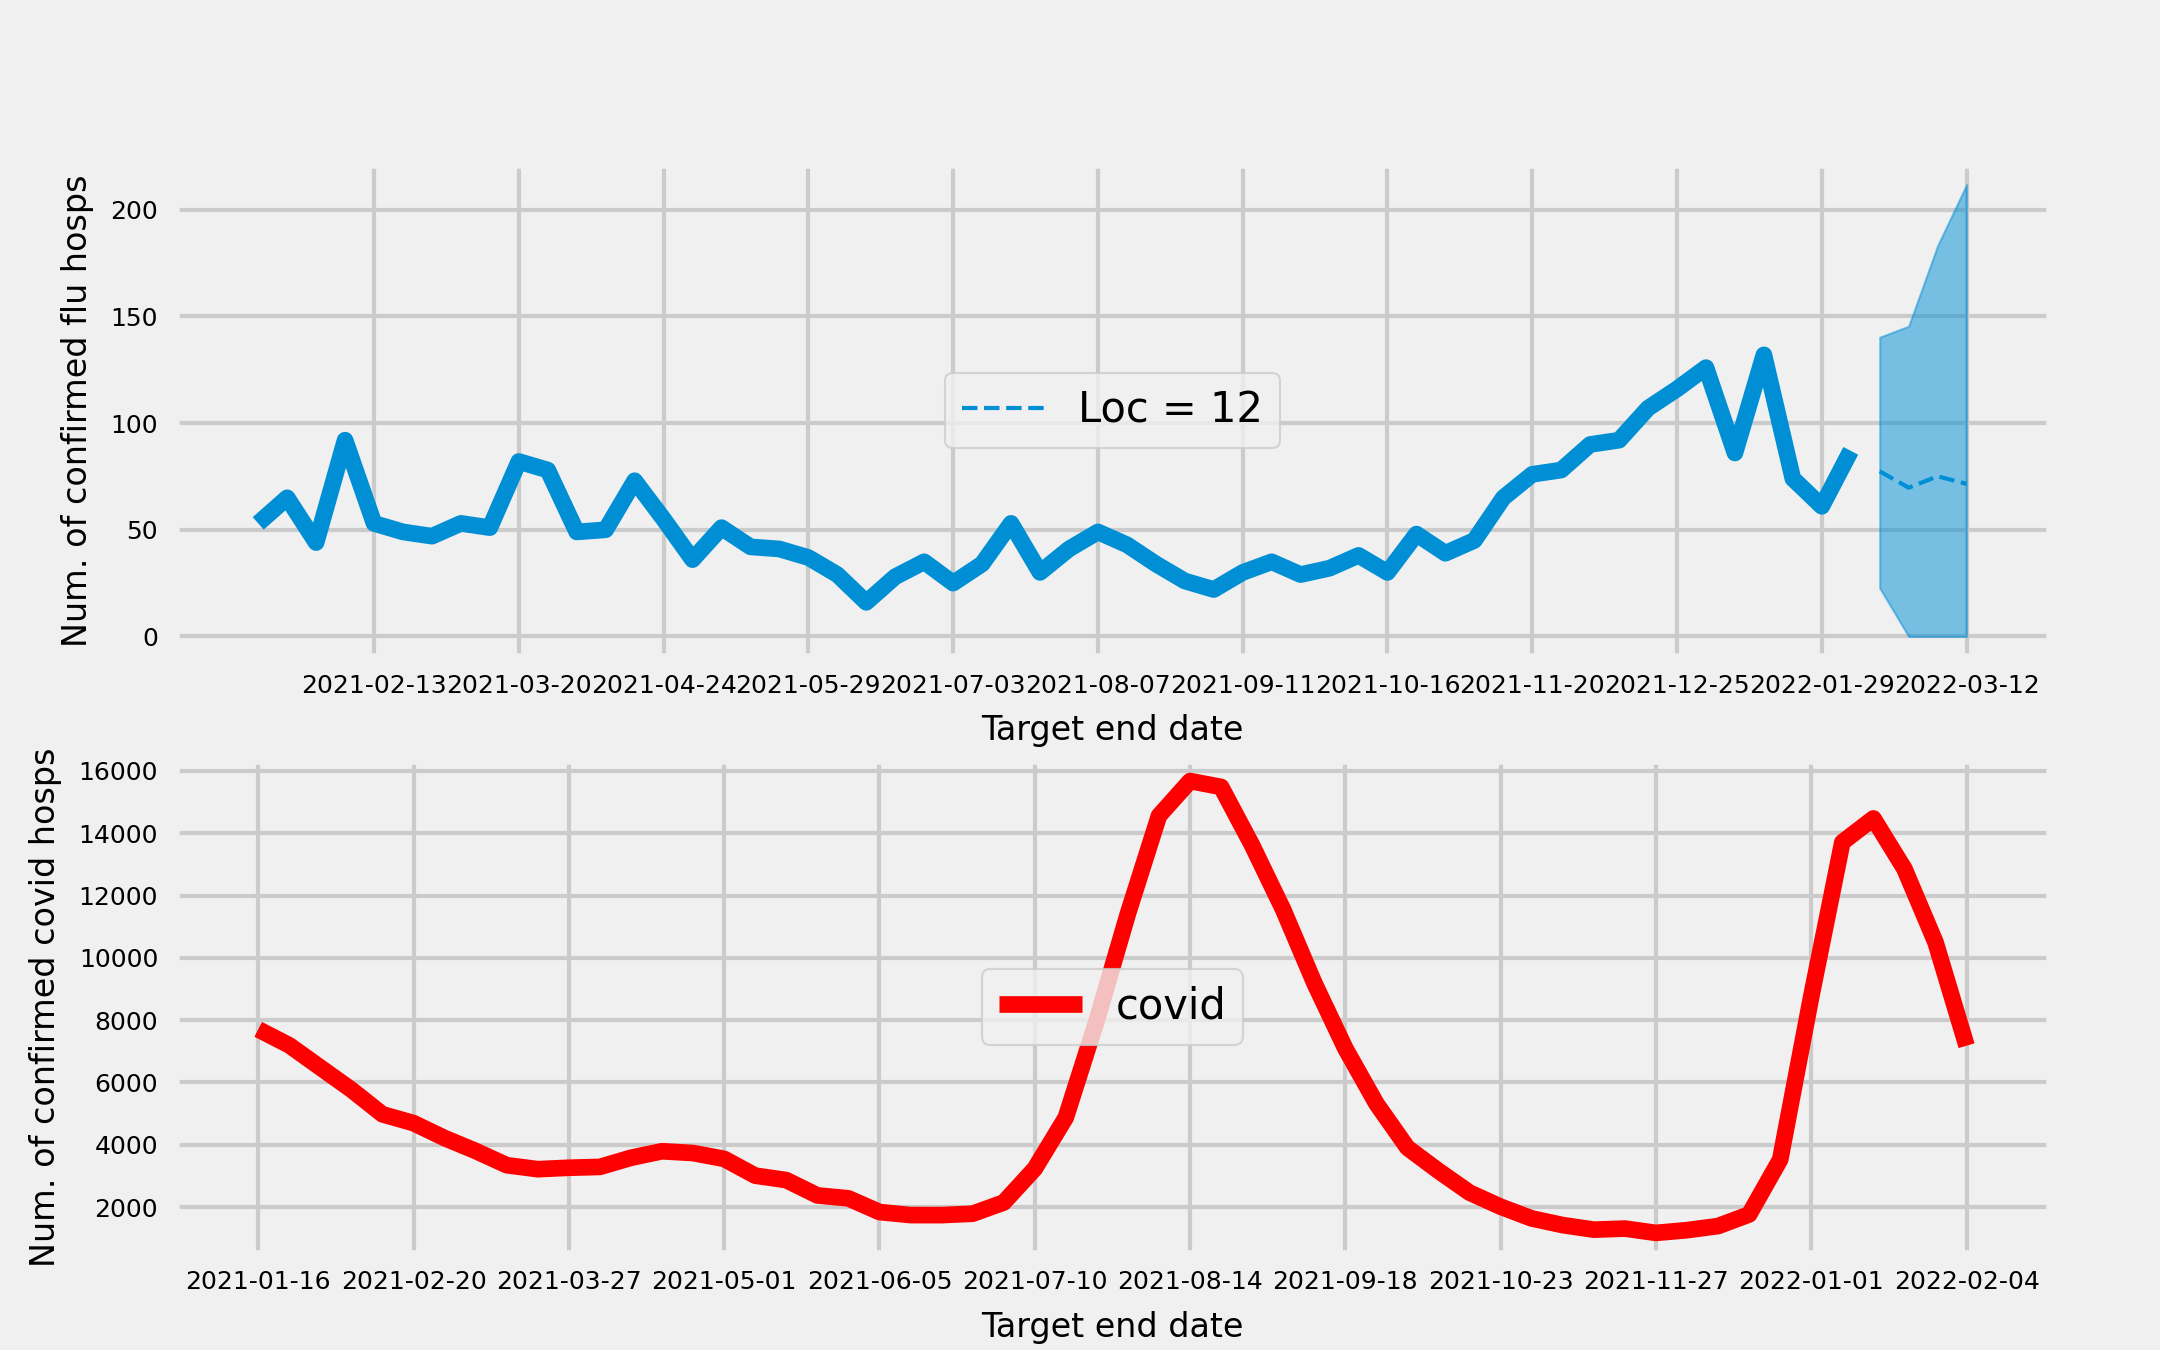 Num. of confirmed flu hosps
200
150
100
50
0
Loc = 12
2021-02-13 2021-03-20 2021-04-24 2021-05-29 2021-07-03 2021-08-07 2021-09-11 2021-10-16 2021-11-20 2021-12-25 2022-01-29 2022-03-12
Target end date
Num. of confirmed covid hosps
16000
14000
12000
10000
8000
6000
4000
2000
covid
2021-01-16 2021-02-20 2021-03-27 2021-05-01 2021-06-05 2021-07-10 2021-08-14 2021-09-18 2021-10-23 2021-11-27 2022-01-01 2022-02-04
Target end date